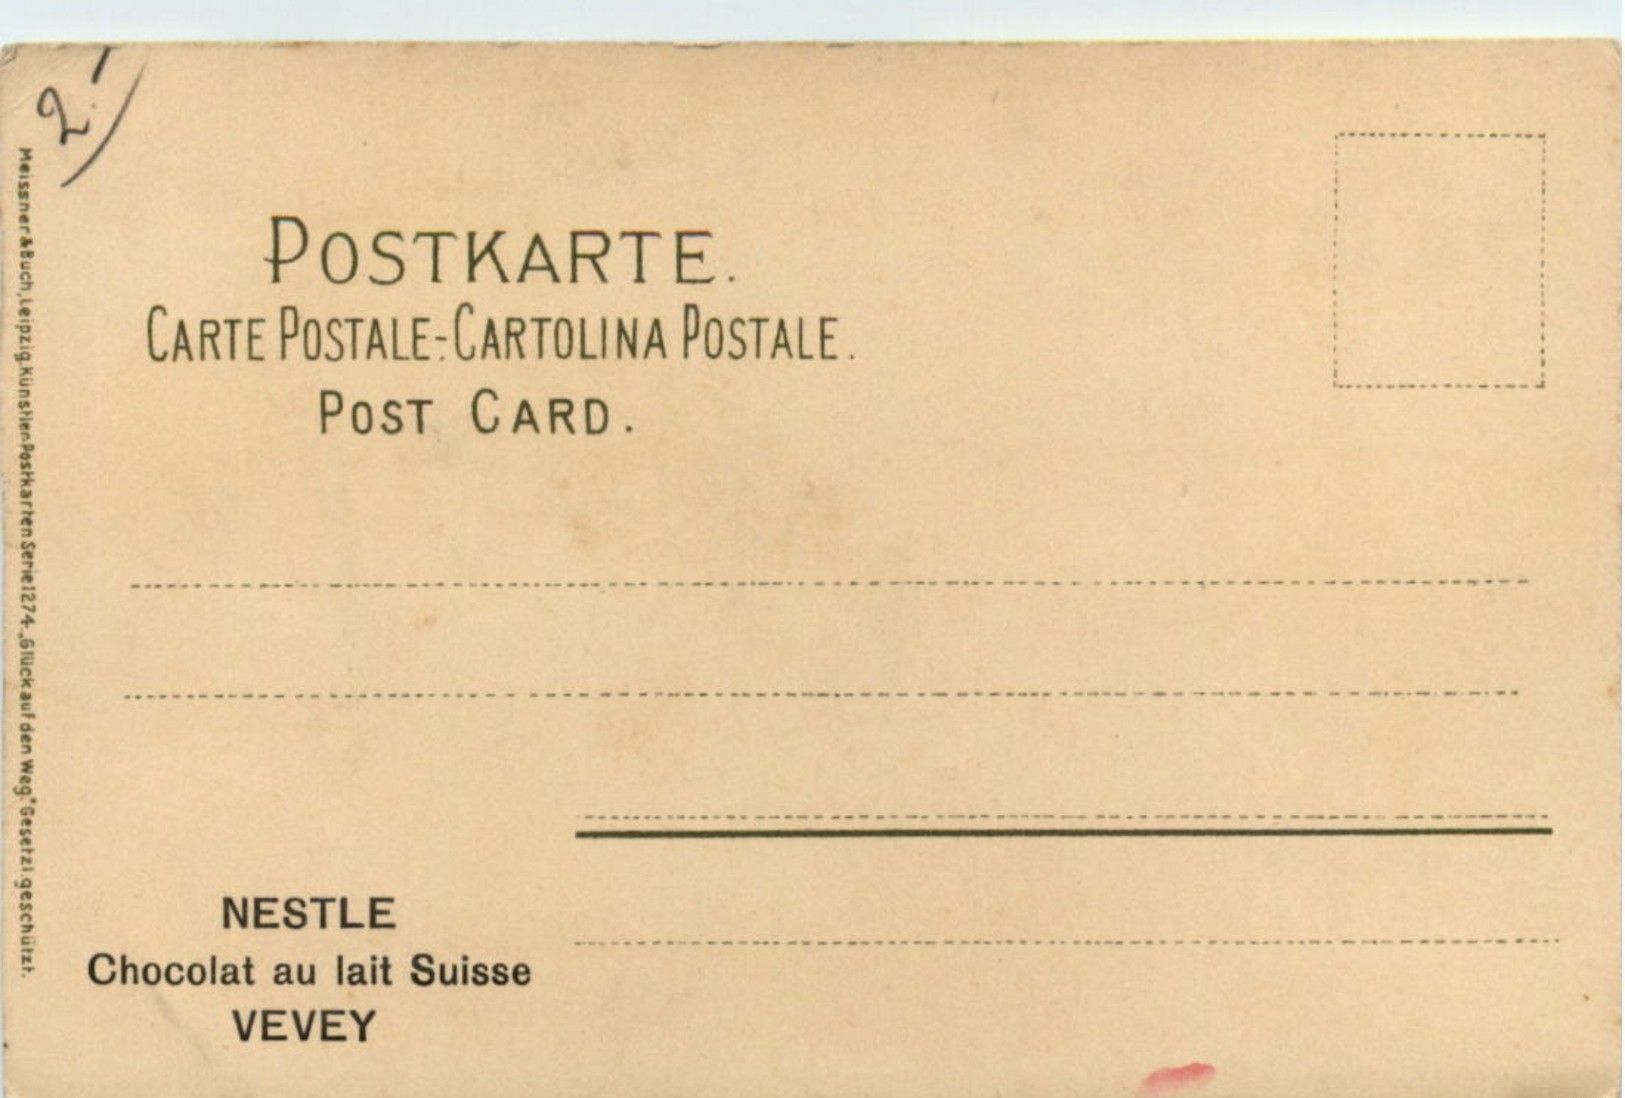 2.-
POSTKARTE.
CARTE POSTALE-CARTOLINA POSTALE.
POST CARD.
Meissner & Buch, Leipzig. Künstler-Postkarten Serie 1274. „Glück auf den Weg." Gesetzl. geschützt.
NESTLE
Chocolat au lait Suisse
VEVEY